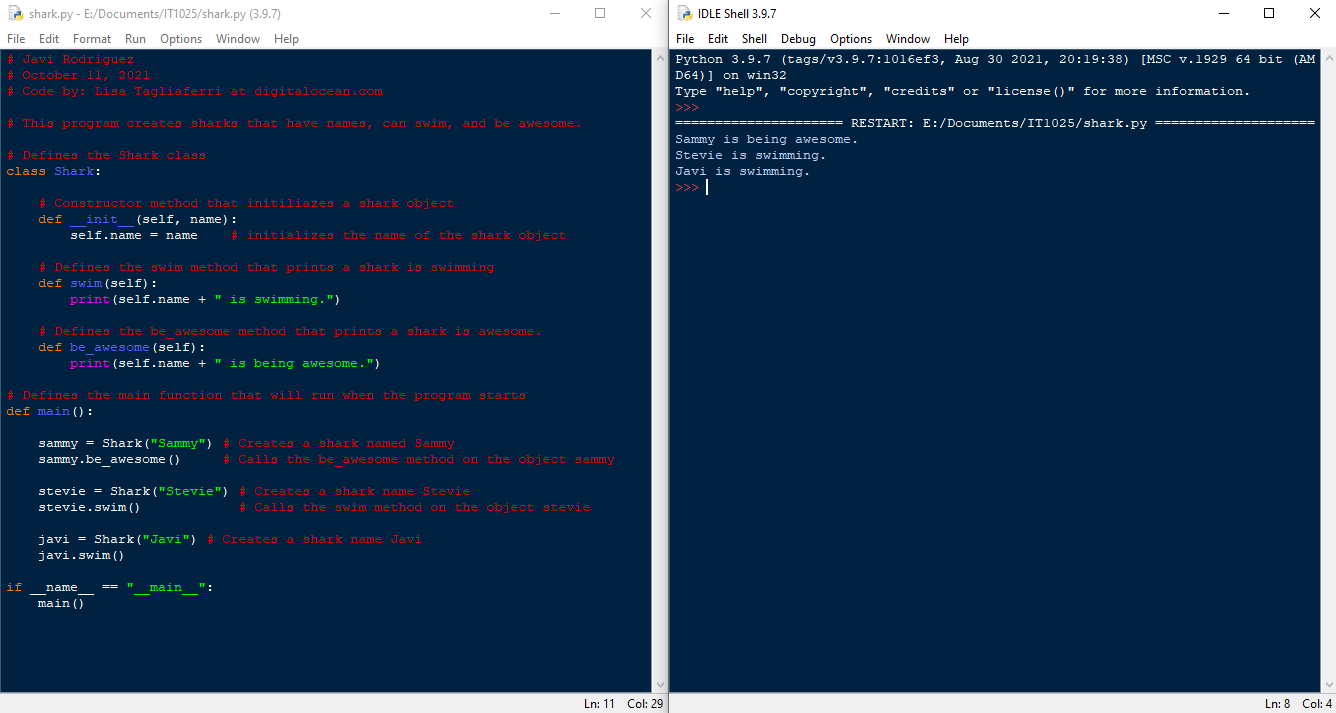 shark.py - E:/Documents/IT1025/shark.py (3.9.7)
File Edit Format Run Options Window Help
# Javi Rodriguez
# October 11, 2021
# Code by: Lisa Tagliaferri at digitalocean.com

# This program creates sharks that have names, can swim, and be awesome.

# Defines the Shark class
class Shark:

    # Constructor method that initiliazes a shark object
    def __init__(self, name):
        self.name = name    # initializes the name of the shark object

    # Defines the swim method that prints a shark is swimming
    def swim(self):
        print(self.name + " is swimming.")

    # Defines the be_awesome method that prints a shark is awesome.
    def be_awesome(self):
        print(self.name + " is being awesome.")

# Defines the main function that will run when the program starts
def main():

    sammy = Shark("Sammy") # Creates a shark named Sammy
    sammy.be_awesome()     # Calls the be_awesome method on the object sammy

    stevie = Shark("Stevie") # Creates a shark name Stevie
    stevie.swim()            # Calls the swim method on the object stevie

    javi = Shark("Javi") # Creates a shark name Javi
    javi.swim()

if __name__ == "__main__":
    main()
Ln: 11 Col: 29
IDLE Shell 3.9.7
File Edit Shell Debug Options Window Help
Python 3.9.7 (tags/v3.9.7:1016ef3, Aug 30 2021, 20:19:38) [MSC v.1929 64 bit (AM
D64)] on win32
Type "help", "copyright", "credits" or "license()" for more information.
>>>
===================== RESTART: E:/Documents/IT1025/shark.py ====================
Sammy is being awesome.
Stevie is swimming.
Javi is swimming.
>>>
Ln: 8 Col: 4